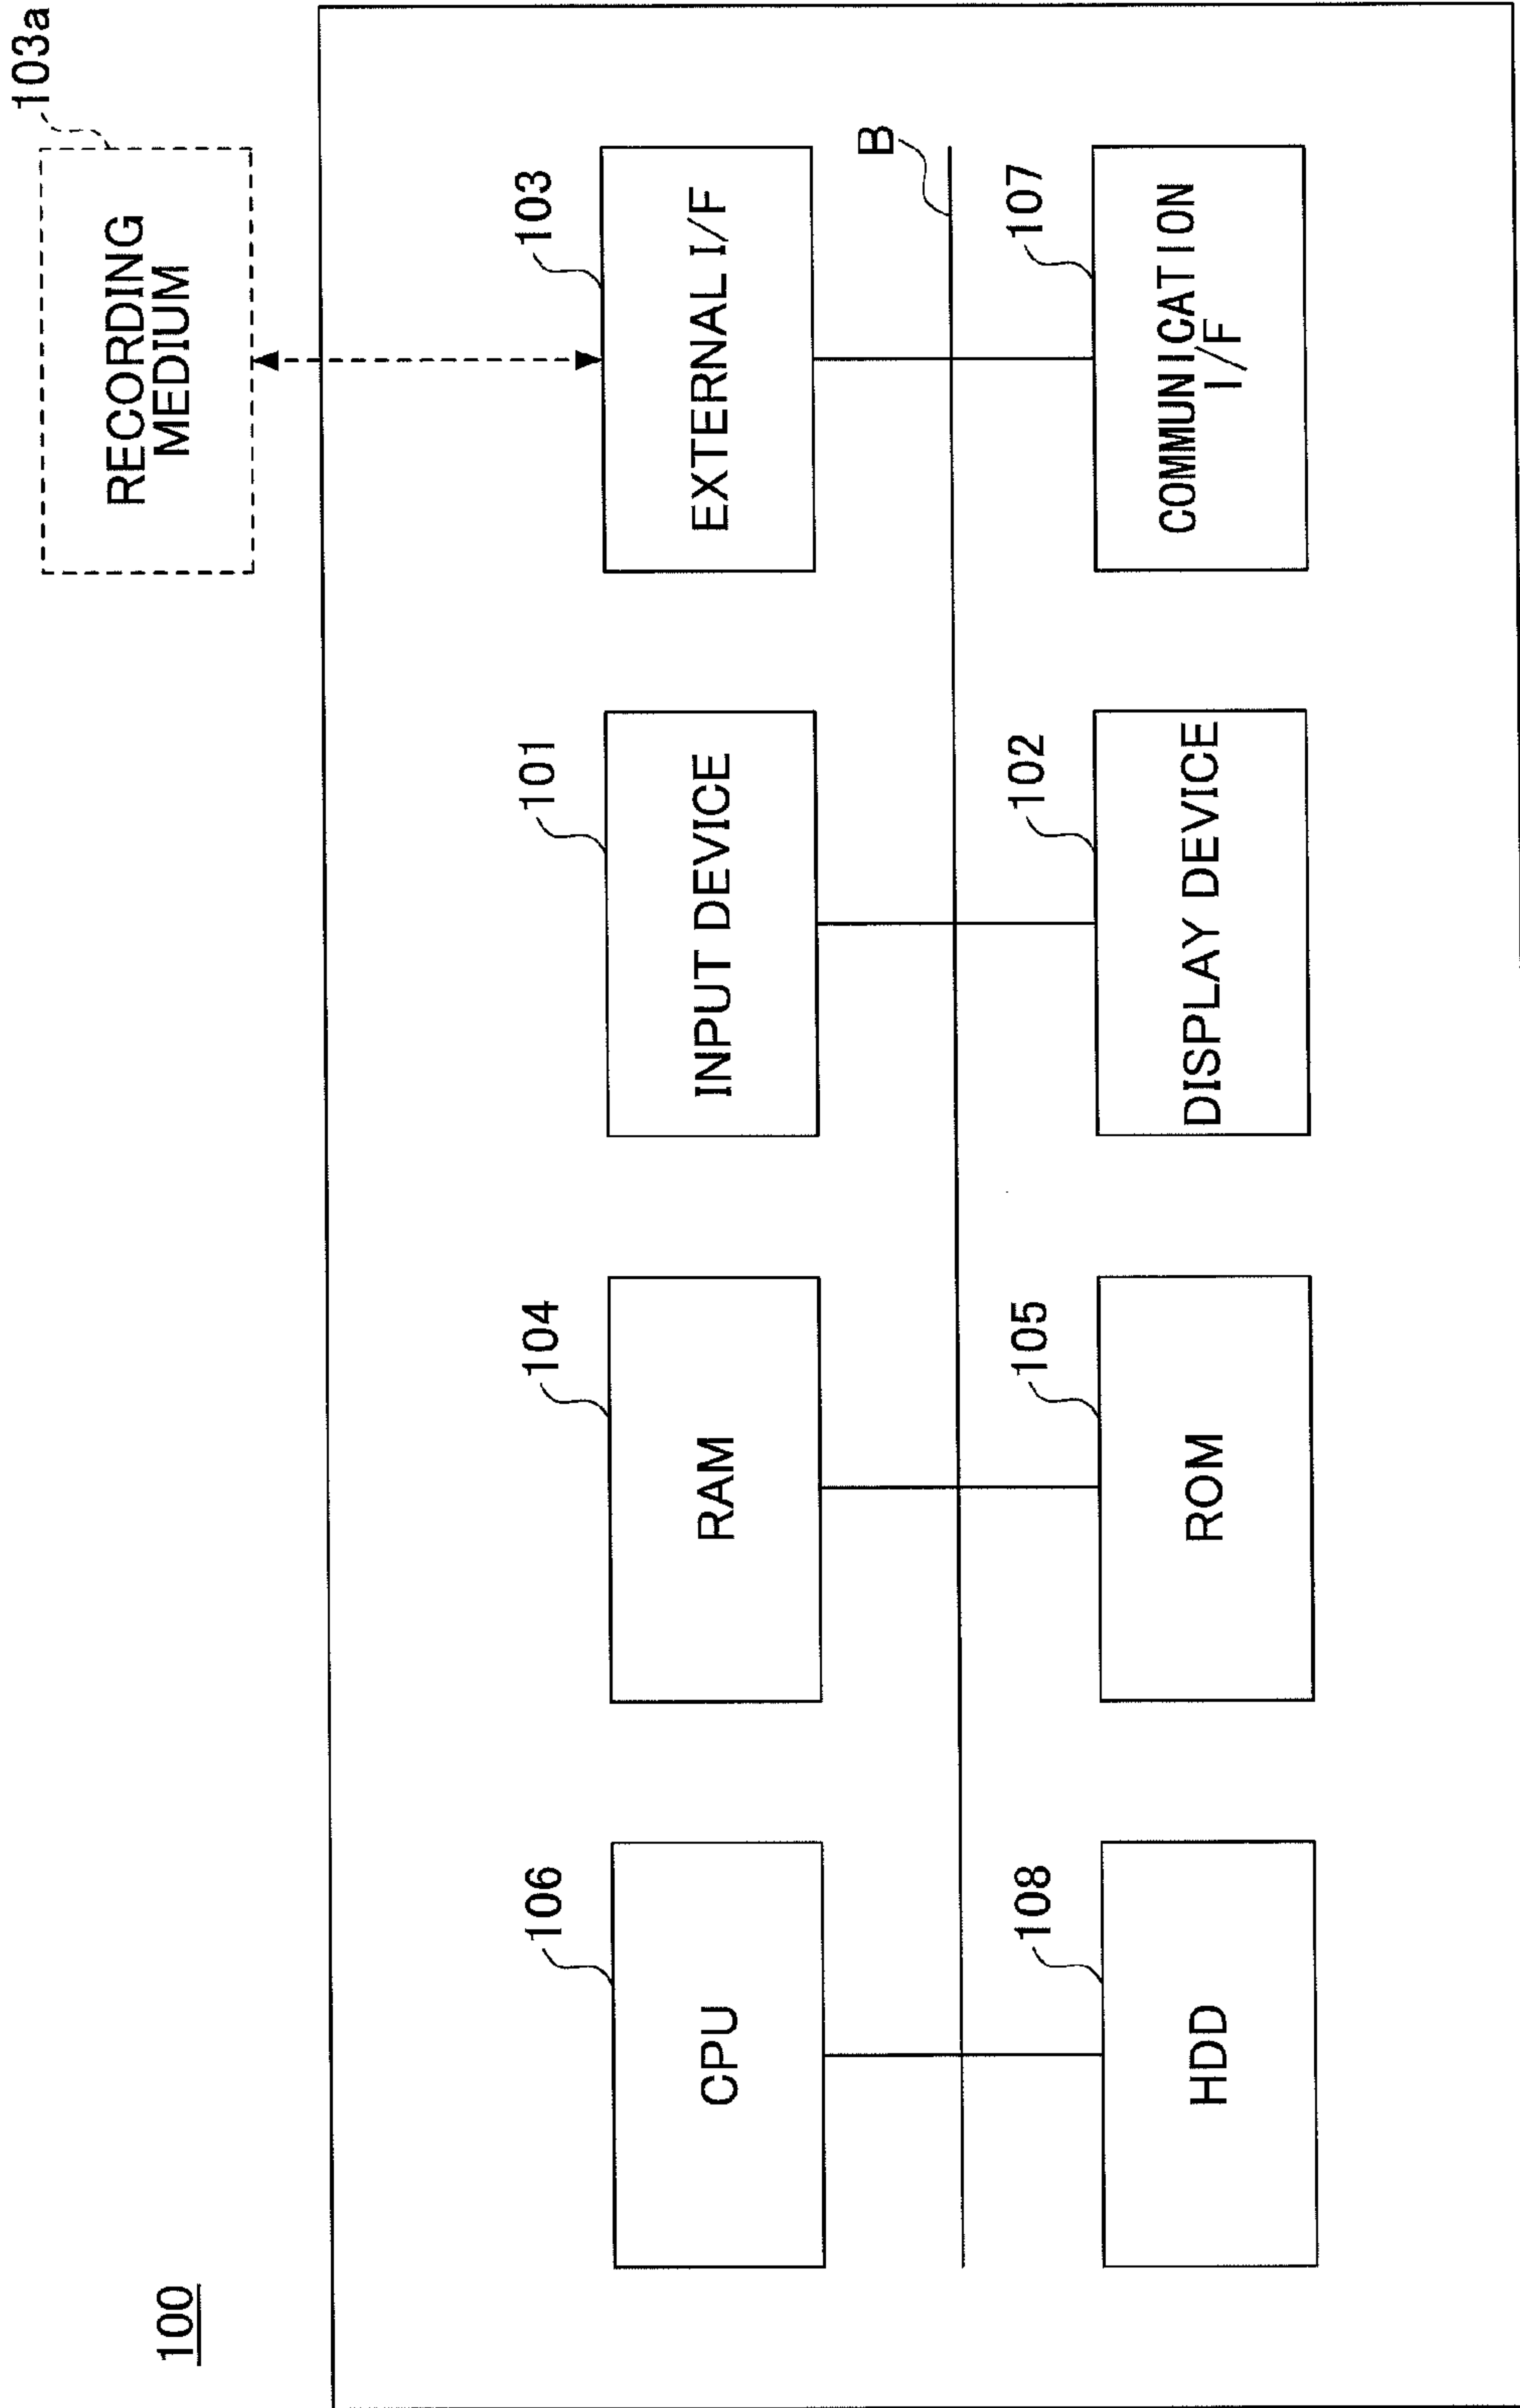 100
103a
RECORDING
MEDIUM
106
104
101
103
CPU
RAM
INPUT DEVICE
EXTERNAL I/F
B
108
105
102
107
HDD
ROM
DISPLAY DEVICE
COMMUNICATION
I/F